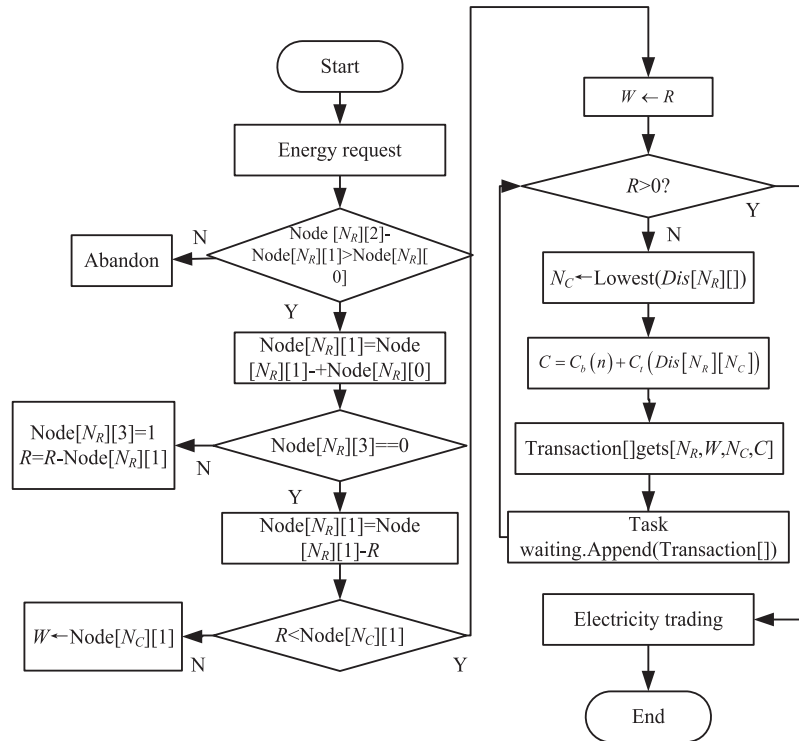 Start
Energy request
Node [N_R][2]-
Node[N_R][1]>Node[N_R][
0]
N
Abandon
Y
Node[N_R][1]=Node
[N_R][1]-+Node[N_R][0]
Node[N_R][3]==0
N
Node[N_R][3]=1
R=R-Node[N_R][1]
Y
Node[N_R][1]=Node
[N_R][1]-R
R<Node[N_C][1]
N
W←Node[N_C][1]
Y
W ← R
R>0?
Y
N
N_C←Lowest(Dis[N_R][])
C = C_b(n) + C_t(Dis[N_R][N_C])
Transaction[]gets[N_R,W,N_C,C]
Task
waiting.Append(Transaction[])
Electricity trading
End